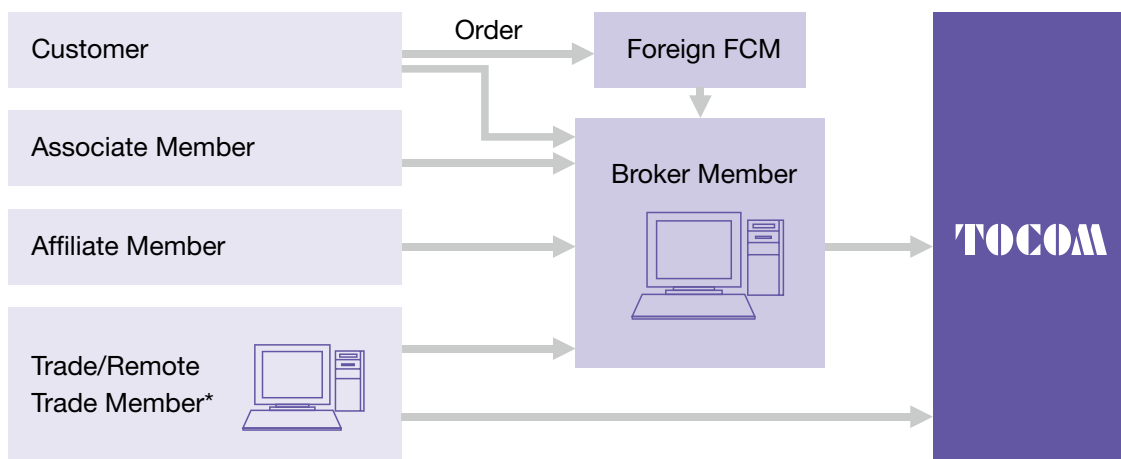 Customer
Order
Foreign FCM
Associate Member
Broker Member
Affiliate Member
TOCOM
Trade/Remote
Trade Member*